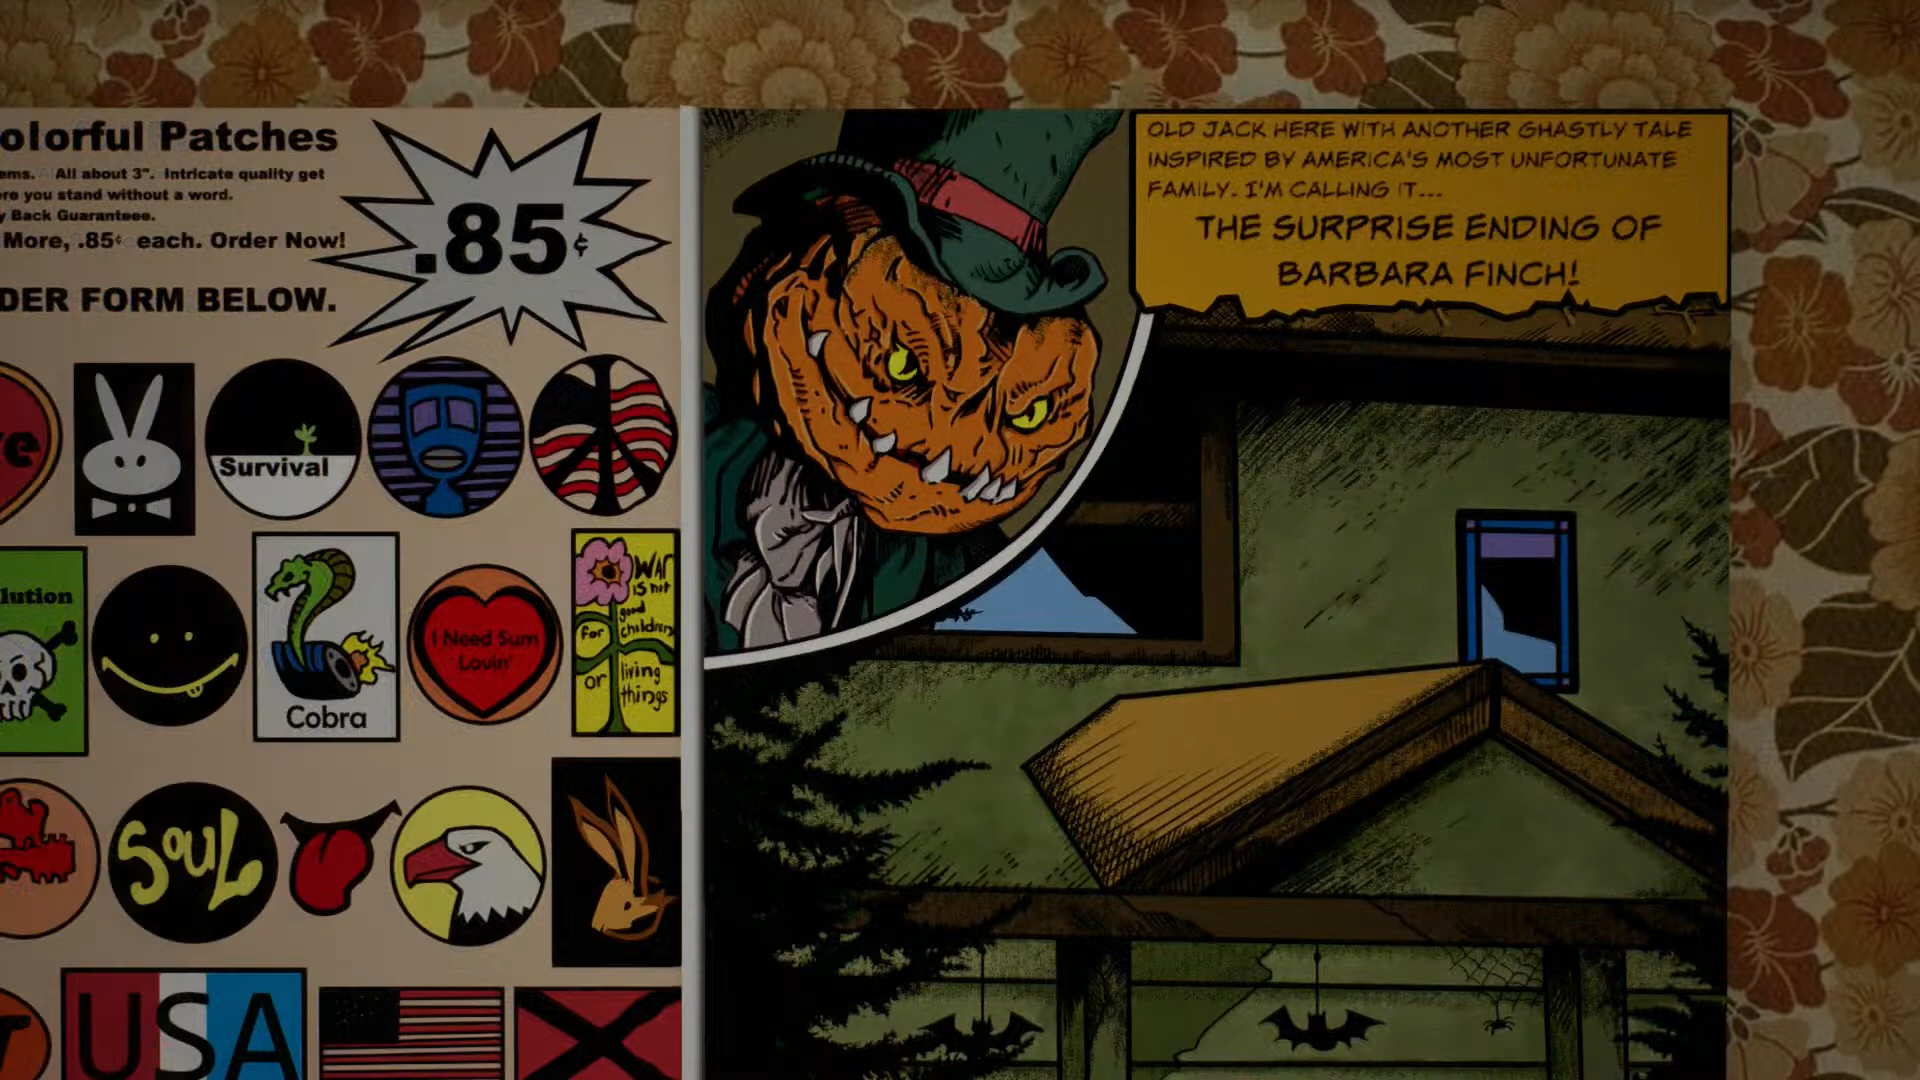 olorful Patches
ems. All about 3". Intricate quality get
re you stand without a word.
y Back Guaranteee.
More, .85¢ each. Order Now!
DER FORM BELOW.
.85¢
ve
Survival
lution
Cobra
I Need Sum
Lovin'
WAr
is not
good
for children
or living
things
SOUL
USA
OLD JACK HERE WITH ANOTHER GHASTLY TALE
INSPIRED BY AMERICA'S MOST UNFORTUNATE
FAMILY. I'M CALLING IT...
THE SURPRISE ENDING OF
BARBARA FINCH!